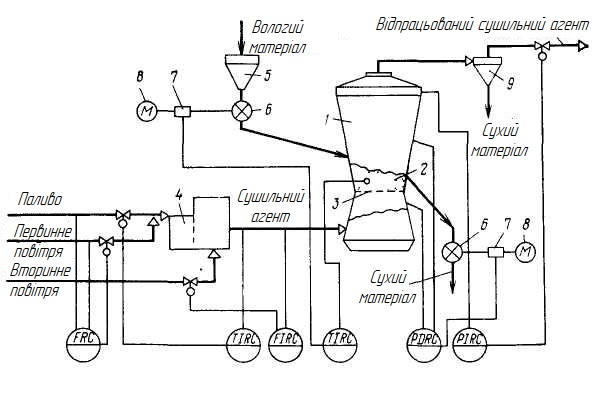 Вологий
матеріал
Відпрацьований сушильний агент
8
7
5
М
6
1
9
Сухий
матеріал
2
3
4
Паливо
Сушильний
агент
Первинне
повітря
Вторинне
повітря
6
7
8
М
Сухий
матеріал
FRC
TIRC
FIRC
TIRC
PDRC
PIRC